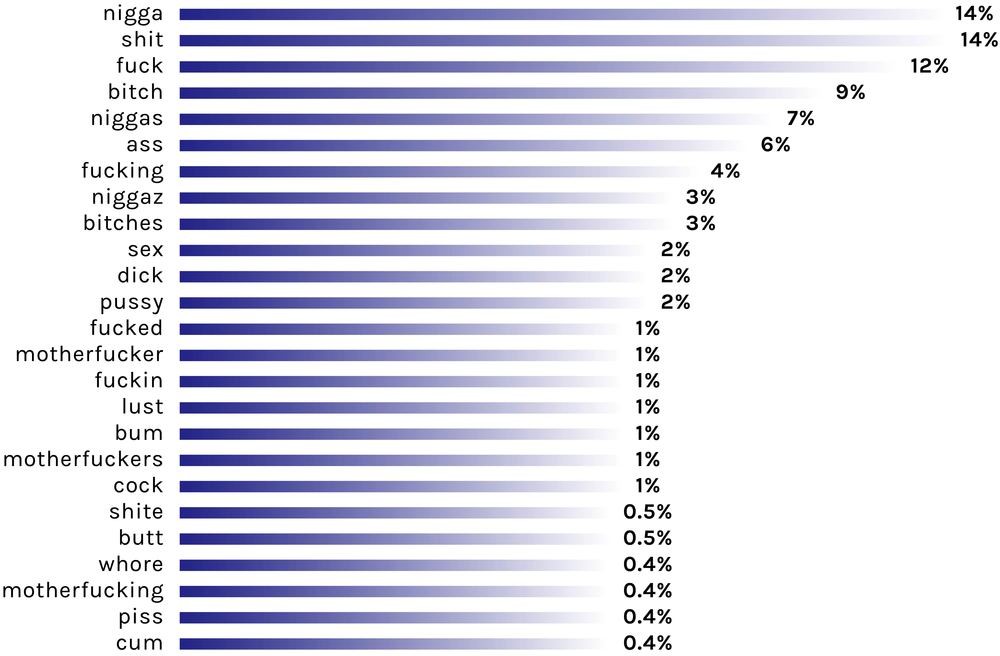 nigga 14%
shit 14%
fuck 12%
bitch 9%
niggas 7%
ass 6%
fucking 4%
niggaz 3%
bitches 3%
sex 2%
dick 2%
pussy 2%
fucked 1%
motherfucker 1%
fuckin 1%
lust 1%
bum 1%
motherfuckers 1%
cock 1%
shite 0.5%
butt 0.5%
whore 0.4%
motherfucking 0.4%
piss 0.4%
cum 0.4%